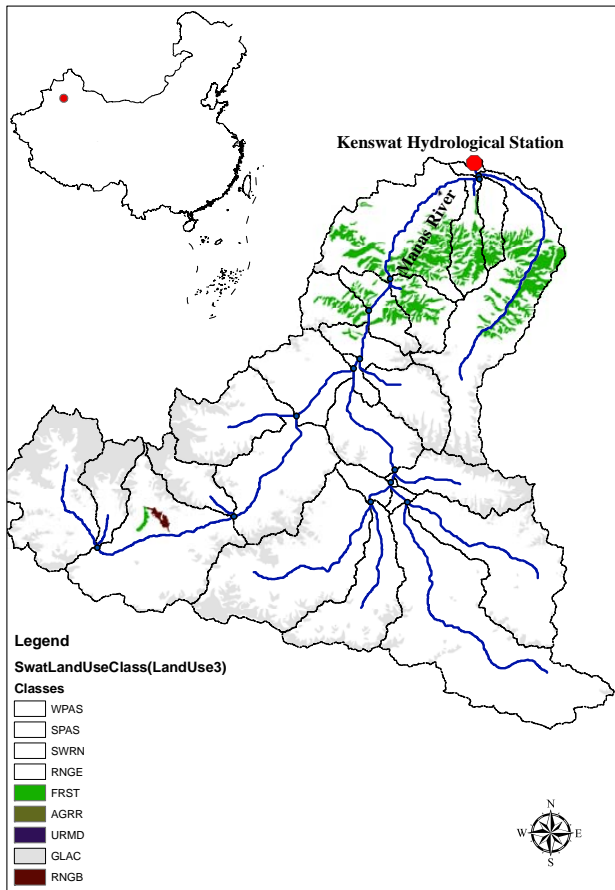 Kenswat Hydrological Station
Manas River
Legend
SwatLandUseClass(LandUse3)
Classes
WPAS
SPAS
SWRN
RNGE
FRST
AGRR
URMD
GLAC
RNGB
N
W E
S